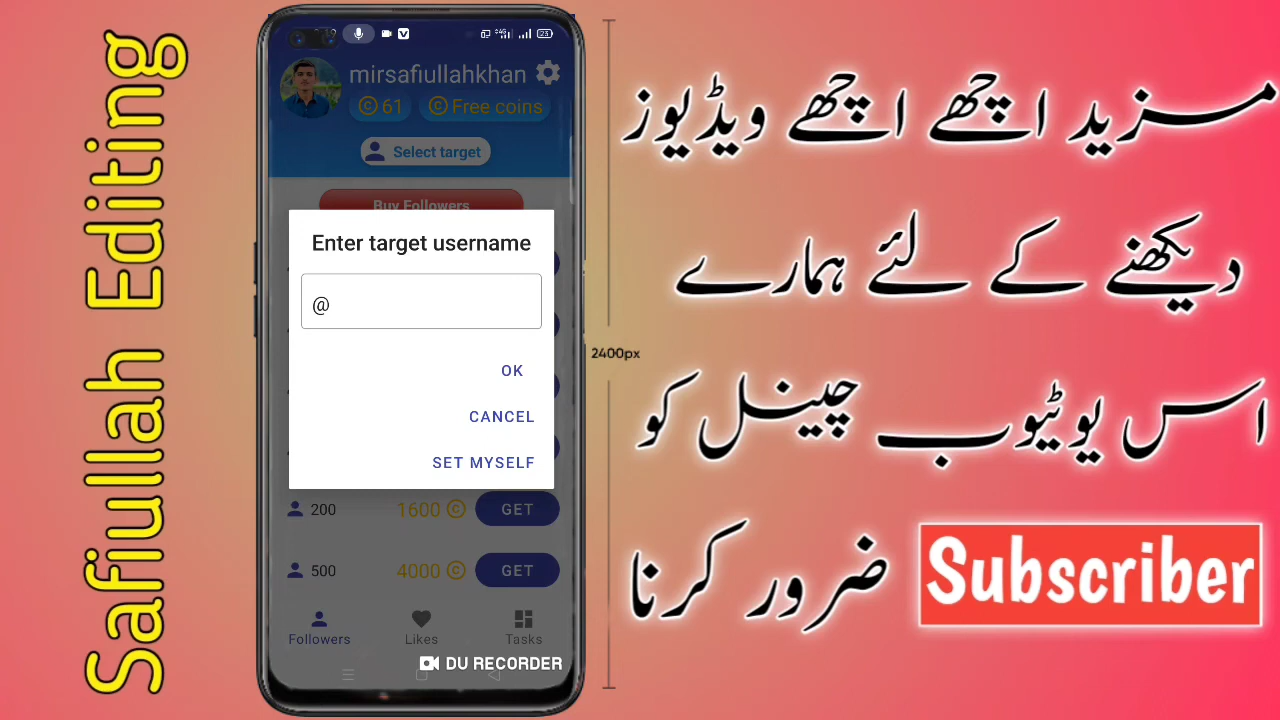 Safiullah Editing
23
mirsafiullahkhan
61
Free coins
Select target
Buy Followers
Enter target username
@
OK
CANCEL
SET MYSELF
200 1600 GET
500 4000 GET
Followers Likes Tasks
DU RECORDER
2400px
مزید اچھے اچھے ویڈیوز
دیکھنے کے لئے ہمارے
اس یوٹیوب چینل کو
Subscriber ضرور کرنا